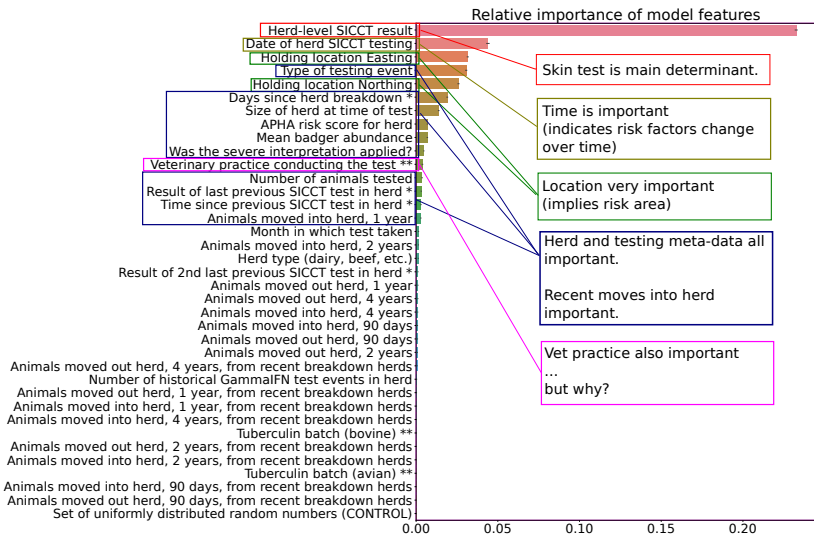 Relative importance of model features
Herd-level SICCT result
Date of herd SICCT testing
Holding location Easting
Type of testing event
Holding location Northing
Days since herd breakdown *
Size of herd at time of test
APHA risk score for herd
Mean badger abundance
Was the severe interpretation applied?
Veterinary practice conducting the test **
Number of animals tested
Result of last previous SICCT test in herd *
Time since previous SICCT test in herd *
Animals moved into herd, 1 year
Month in which test taken
Animals moved into herd, 2 years
Herd type (dairy, beef, etc.)
Result of 2nd last previous SICCT test in herd *
Animals moved out herd, 1 year
Animals moved out herd, 4 years
Animals moved into herd, 4 years
Animals moved into herd, 90 days
Animals moved out herd, 90 days
Animals moved out herd, 2 years
Animals moved out herd, 4 years, from recent breakdown herds
Number of historical GammaIFN test events in herd
Animals moved out herd, 1 year, from recent breakdown herds
Animals moved into herd, 1 year, from recent breakdown herds
Animals moved into herd, 4 years, from recent breakdown herds
Tuberculin batch (bovine) **
Animals moved out herd, 2 years, from recent breakdown herds
Animals moved into herd, 2 years, from recent breakdown herds
Tuberculin batch (avian) **
Animals moved into herd, 90 days, from recent breakdown herds
Animals moved out herd, 90 days, from recent breakdown herds
Set of uniformly distributed random numbers (CONTROL)
0.00 0.05 0.10 0.15 0.20
Skin test is main determinant.
Time is important
(indicates risk factors change
over time)
Location very important
(implies risk area)
Herd and testing meta-data all
important.
Recent moves into herd
important.
Vet practice also important
...
but why?